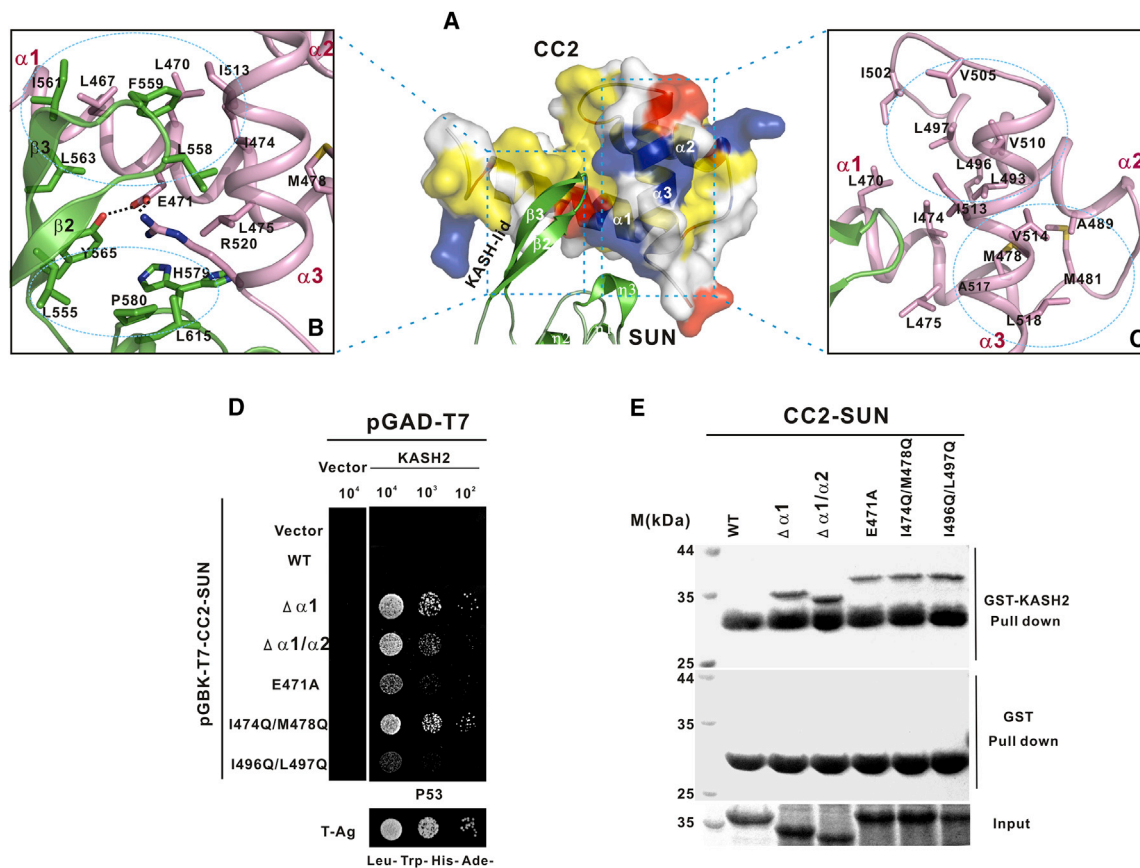 A
CC2
KASH-lid
β3
β2
α1
α2
α3
η3
η2
SUN
α1
α2
I561
L467
F559
L470
I513
β3
L563
L558
I474
M478
E471
β2
L475
R520
Y565
H579
α3
L555
P580
L615
B
I502
V505
L497
V510
α1
L496
α2
L470
L493
I474
I513
A489
V514
M478
M481
A517
L475
L518
α3
C
D
pGAD-T7
Vector KASH2
10⁴ 10⁴ 10³ 10²
pGBK-T7-CC2-SUN
Vector
WT
Δ α1
Δ α1/α2
E471A
I474Q/M478Q
I496Q/L497Q
P53
T-Ag
Leu- Trp- His- Ade-
E
CC2-SUN
M(kDa) WT Δ α1 Δ α1/α2 E471A I474Q/M478Q I496Q/L497Q
44
35
25
GST-KASH2
Pull down
44
35
25
GST
Pull down
35
Input